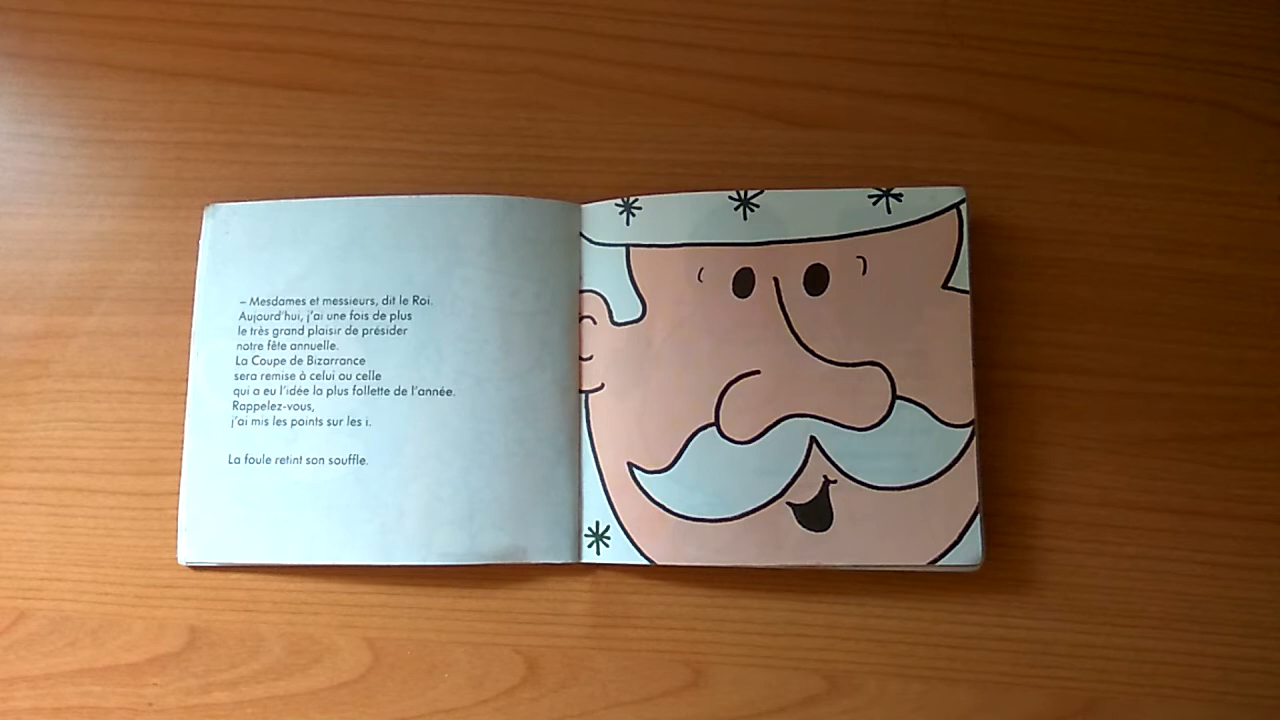 – Mesdames et messieurs, dit le Roi.
Aujourd'hui, j'ai une fois de plus
le très grand plaisir de présider
notre fête annuelle.
La Coupe de Bizarrance
sera remise à celui ou celle
qui a eu l'idée la plus follette de l'année.
Rappelez-vous,
j'ai mis les points sur les i.
La foule retint son souffle.